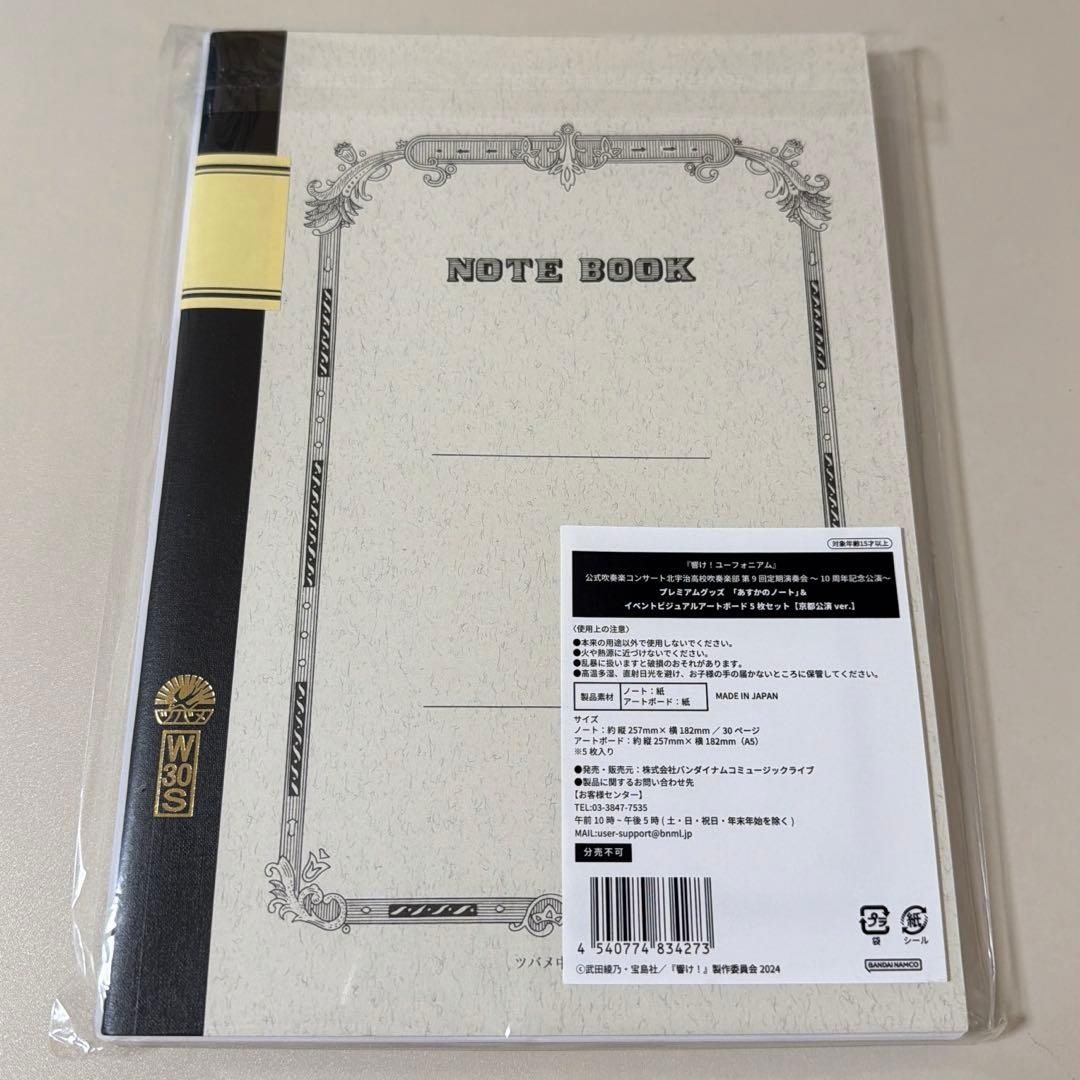 NOTE BOOK
ツバメ
W
30
S
ツバメ中
対象年齢15才以上
『響け！ユーフォニアム』
公式吹奏楽コンサート北宇治高校吹奏楽部 第9回定期演奏会 〜 10周年記念公演〜
プレミアムグッズ 「あすかのノート」&
イベントビジュアルアートボード5枚セット【京都公演 ver.】
〈使用上の注意〉
●本来の用途以外で使用しないでください。
●火や熱源に近づけないでください。
●乱暴に扱いますと破損のおそれがあります。
●高温多湿、直射日光を避け、お子様の手の届かないところに保管してください。
製品素材 ノート：紙
アートボード：紙
MADE IN JAPAN
サイズ
ノート：約 縦 257mm× 横 182mm ／ 30 ページ
アートボード：約 縦 257mm× 横 182mm（A5）
※5 枚入り
●発売・販売元：株式会社バンダイナムコミュージックライブ
●製品に関するお問い合わせ先
【お客様センター】
TEL:03-3847-7535
午前 10 時 ~ 午後 5 時 ( 土・日・祝日・年末年始を除く )
MAIL:user-support@bnml.jp
分売不可
4 540774 834273
プラ
袋
紙
シール
BANDAI NAMCO
©武田綾乃・宝島社／『響け！』製作委員会 2024